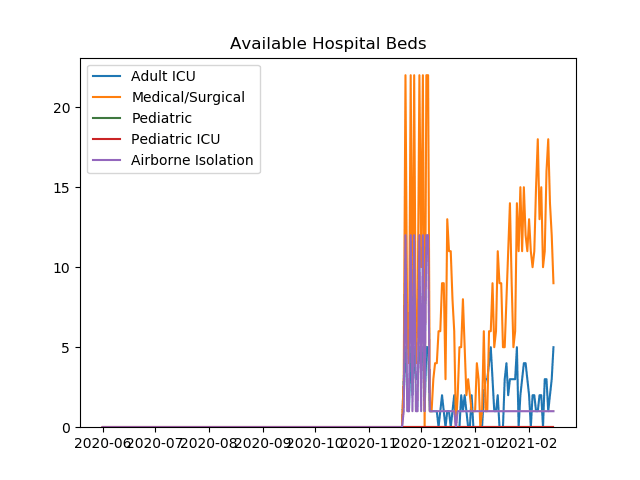 Available Hospital Beds
Adult ICU
Medical/Surgical
Pediatric
Pediatric ICU
Airborne Isolation
20
15
10
5
0
2020-06 2020-07 2020-08 2020-09 2020-10 2020-11 2020-12 2021-01 2021-02